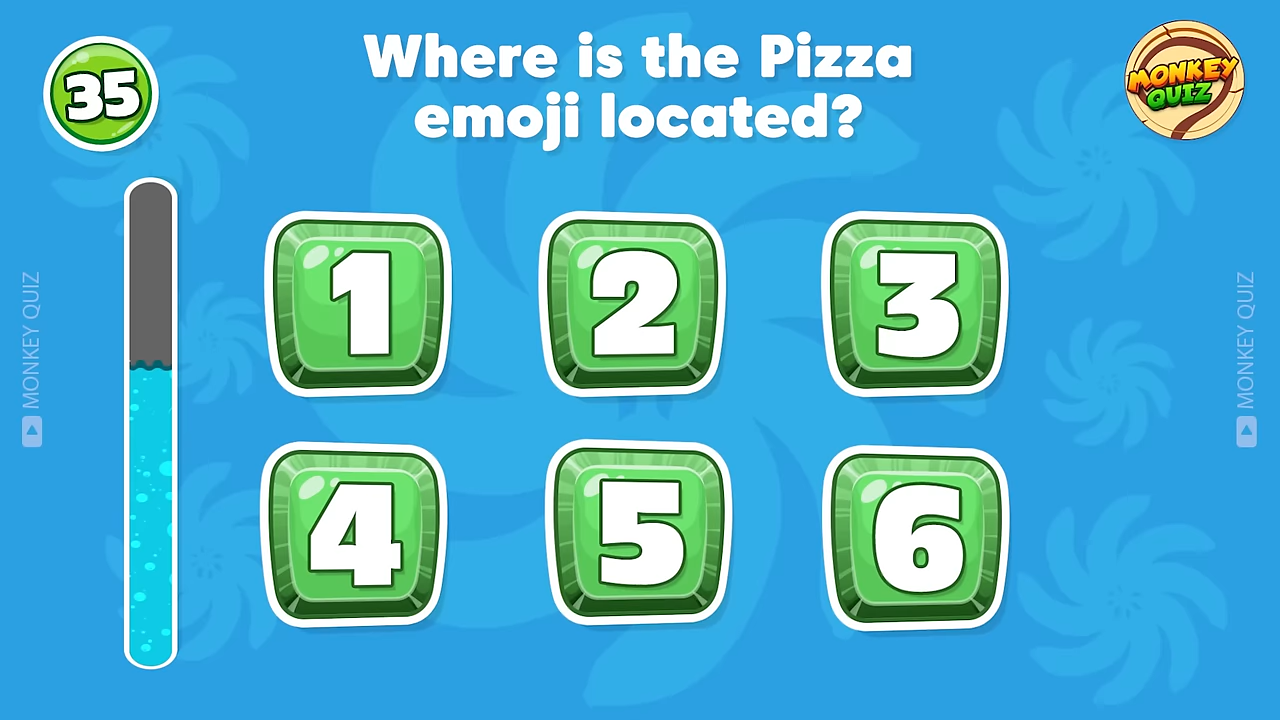 Where is the Pizza
emoji located?
35
MONKEY
QUIZ
1 2 3
4 5 6
MONKEY QUIZ
MONKEY QUIZ